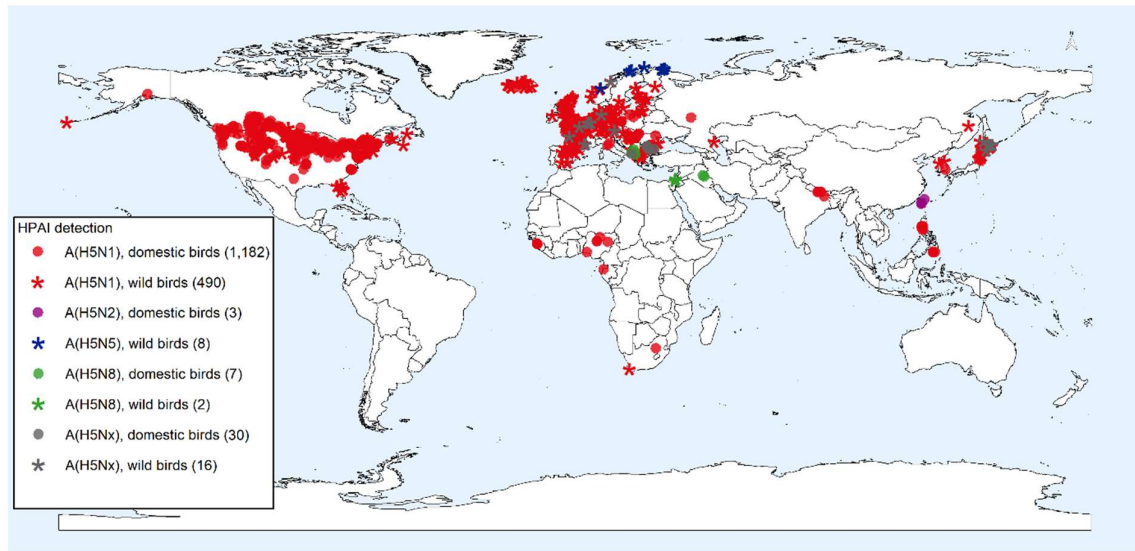 HPAI detection
A(H5N1), domestic birds (1,182)
A(H5N1), wild birds (490)
A(H5N2), domestic birds (3)
A(H5N5), wild birds (8)
A(H5N8), domestic birds (7)
A(H5N8), wild birds (2)
A(H5Nx), domestic birds (30)
A(H5Nx), wild birds (16)